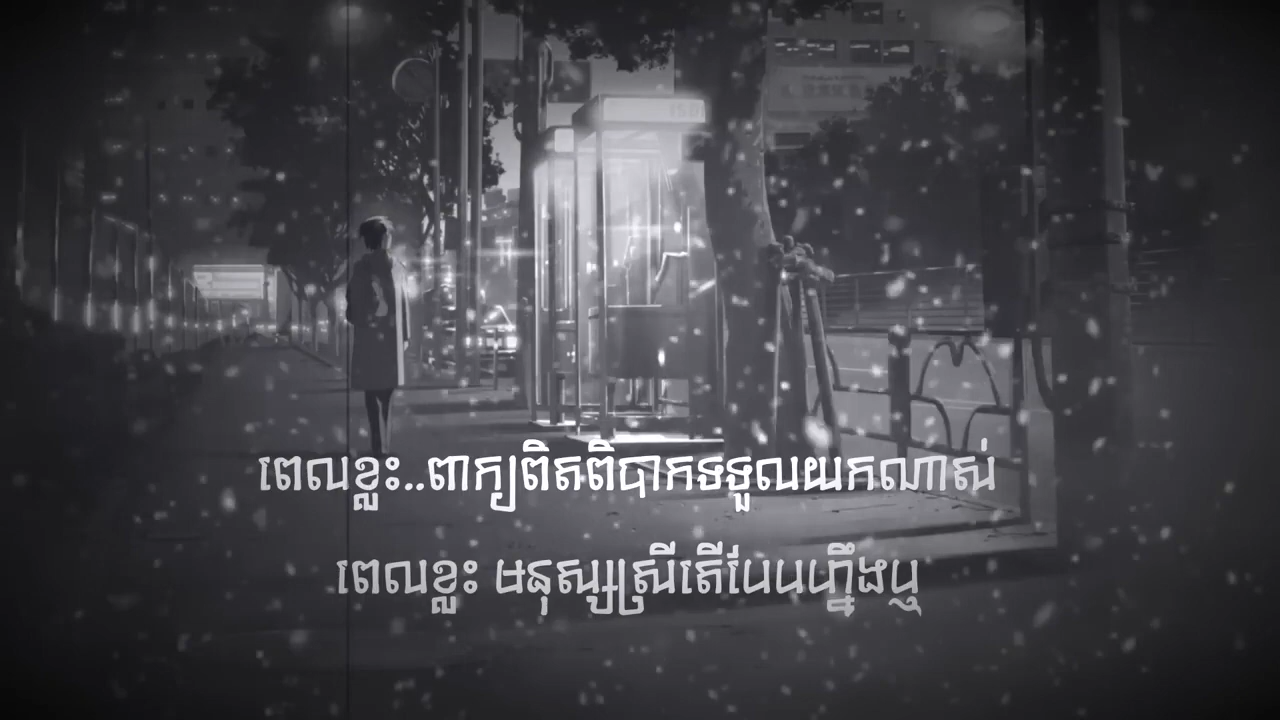 ពេលខ្លះ..ពាក្យពិតពិបាកទទួលយកណាស់
ពេលខ្លះ មនុស្សស្រីតើបែបហ្នឹងឬ